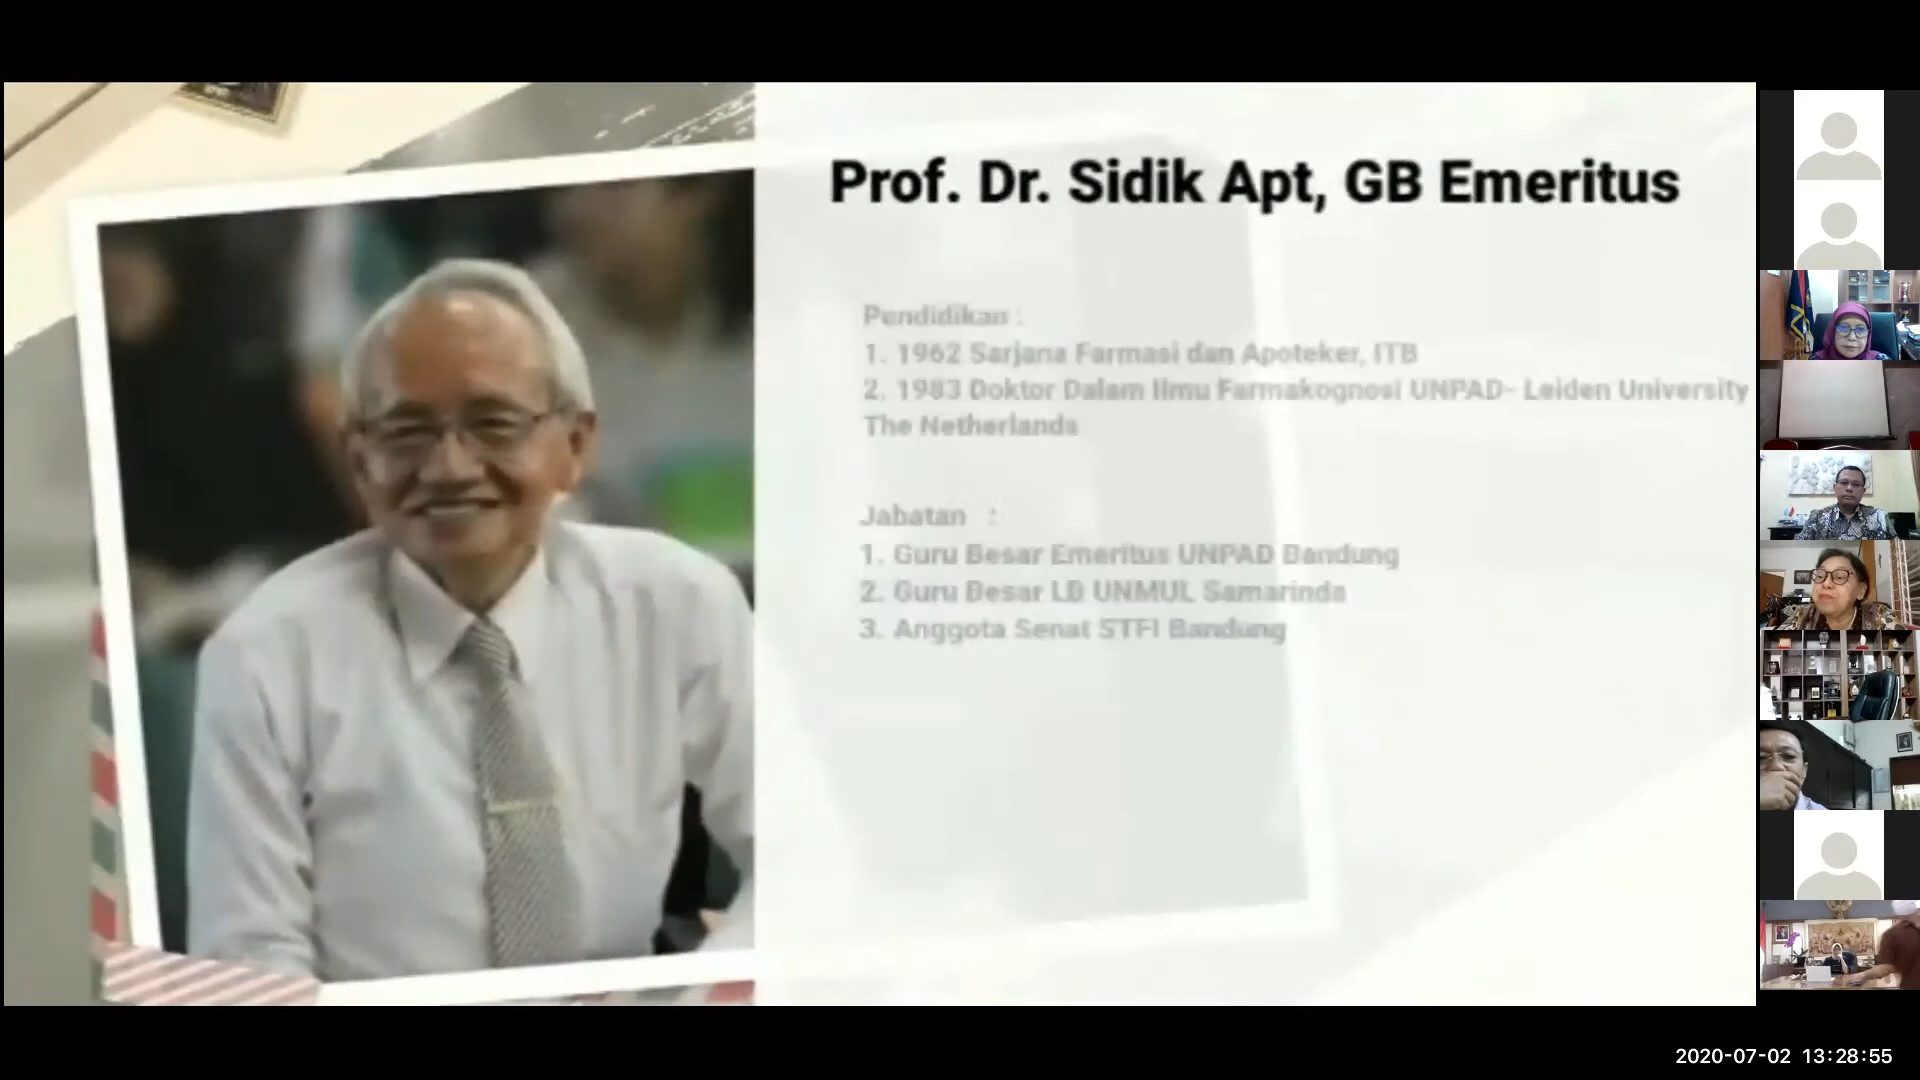 Prof. Dr. Sidik Apt, GB Emeritus
Pendidikan :
1. 1962 Sarjana Farmasi dan Apoteker, ITB
2. 1983 Doktor Dalam Ilmu Farmakognosi UNPAD- Leiden University
The Netherlands
Jabatan :
1. Guru Besar Emeritus UNPAD Bandung
2. Guru Besar LB UNMUL Samarinda
3. Anggota Senat STFI Bandung
2020-07-02 13:28:55